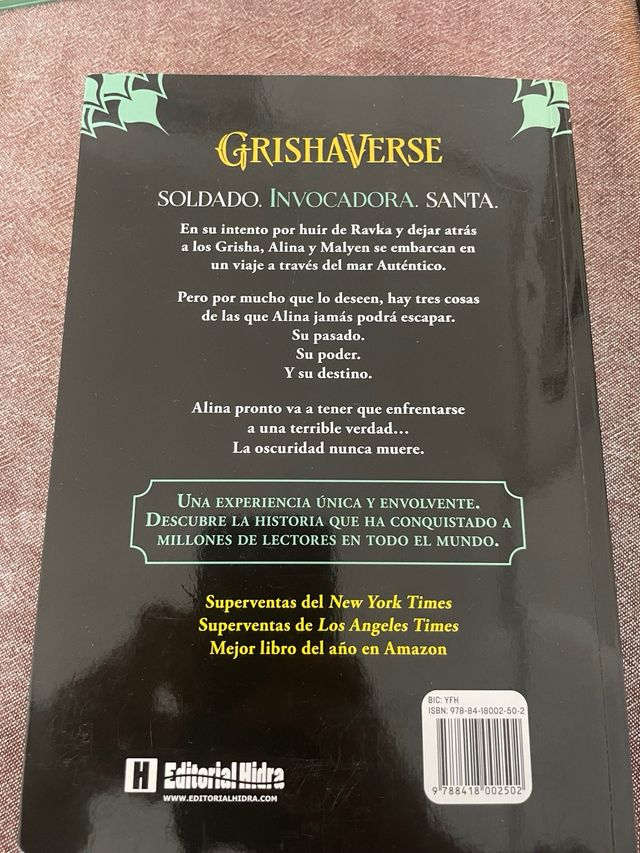 GRISHAVERSE
SOLDADO. INVOCADORA. SANTA.
En su intento por huir de Ravka y dejar atrás
a los Grisha, Alina y Malyen se embarcan en
un viaje a través del mar Auténtico.
Pero por mucho que lo deseen, hay tres cosas
de las que Alina jamás podrá escapar.
Su pasado.
Su poder.
Y su destino.
Alina pronto va a tener que enfrentarse
a una terrible verdad...
La oscuridad nunca muere.
UNA EXPERIENCIA ÚNICA Y ENVOLVENTE.
DESCUBRE LA HISTORIA QUE HA CONQUISTADO A
MILLONES DE LECTORES EN TODO EL MUNDO.
Superventas del New York Times
Superventas de Los Angeles Times
Mejor libro del año en Amazon
BIC: YFH
ISBN: 978-84-18002-50-2
9 788418 002502
H Editorial Hidra
WWW.EDITORIALHIDRA.COM